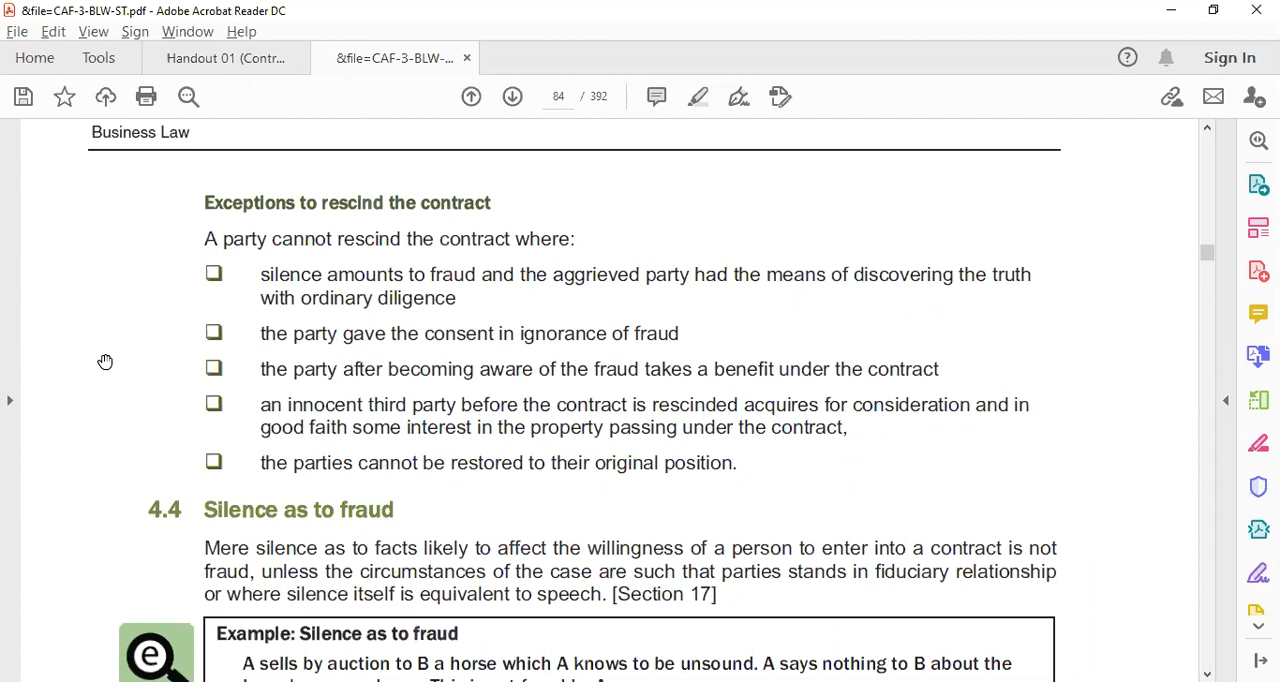 &file=CAF-3-BLW-ST.pdf - Adobe Acrobat Reader DC
File Edit View Sign Window Help
Home Tools Handout 01 (Contr... &file=CAF-3-BLW-... × Sign In
84 / 392
Business Law
Exceptions to rescind the contract
A party cannot rescind the contract where:
silence amounts to fraud and the aggrieved party had the means of discovering the truth
with ordinary diligence
the party gave the consent in ignorance of fraud
the party after becoming aware of the fraud takes a benefit under the contract
an innocent third party before the contract is rescinded acquires for consideration and in
good faith some interest in the property passing under the contract,
the parties cannot be restored to their original position.
4.4 Silence as to fraud
Mere silence as to facts likely to affect the willingness of a person to enter into a contract is not
fraud, unless the circumstances of the case are such that parties stands in fiduciary relationship
or where silence itself is equivalent to speech. [Section 17]
e
Example: Silence as to fraud
A sells by auction to B a horse which A knows to be unsound. A says nothing to B about the